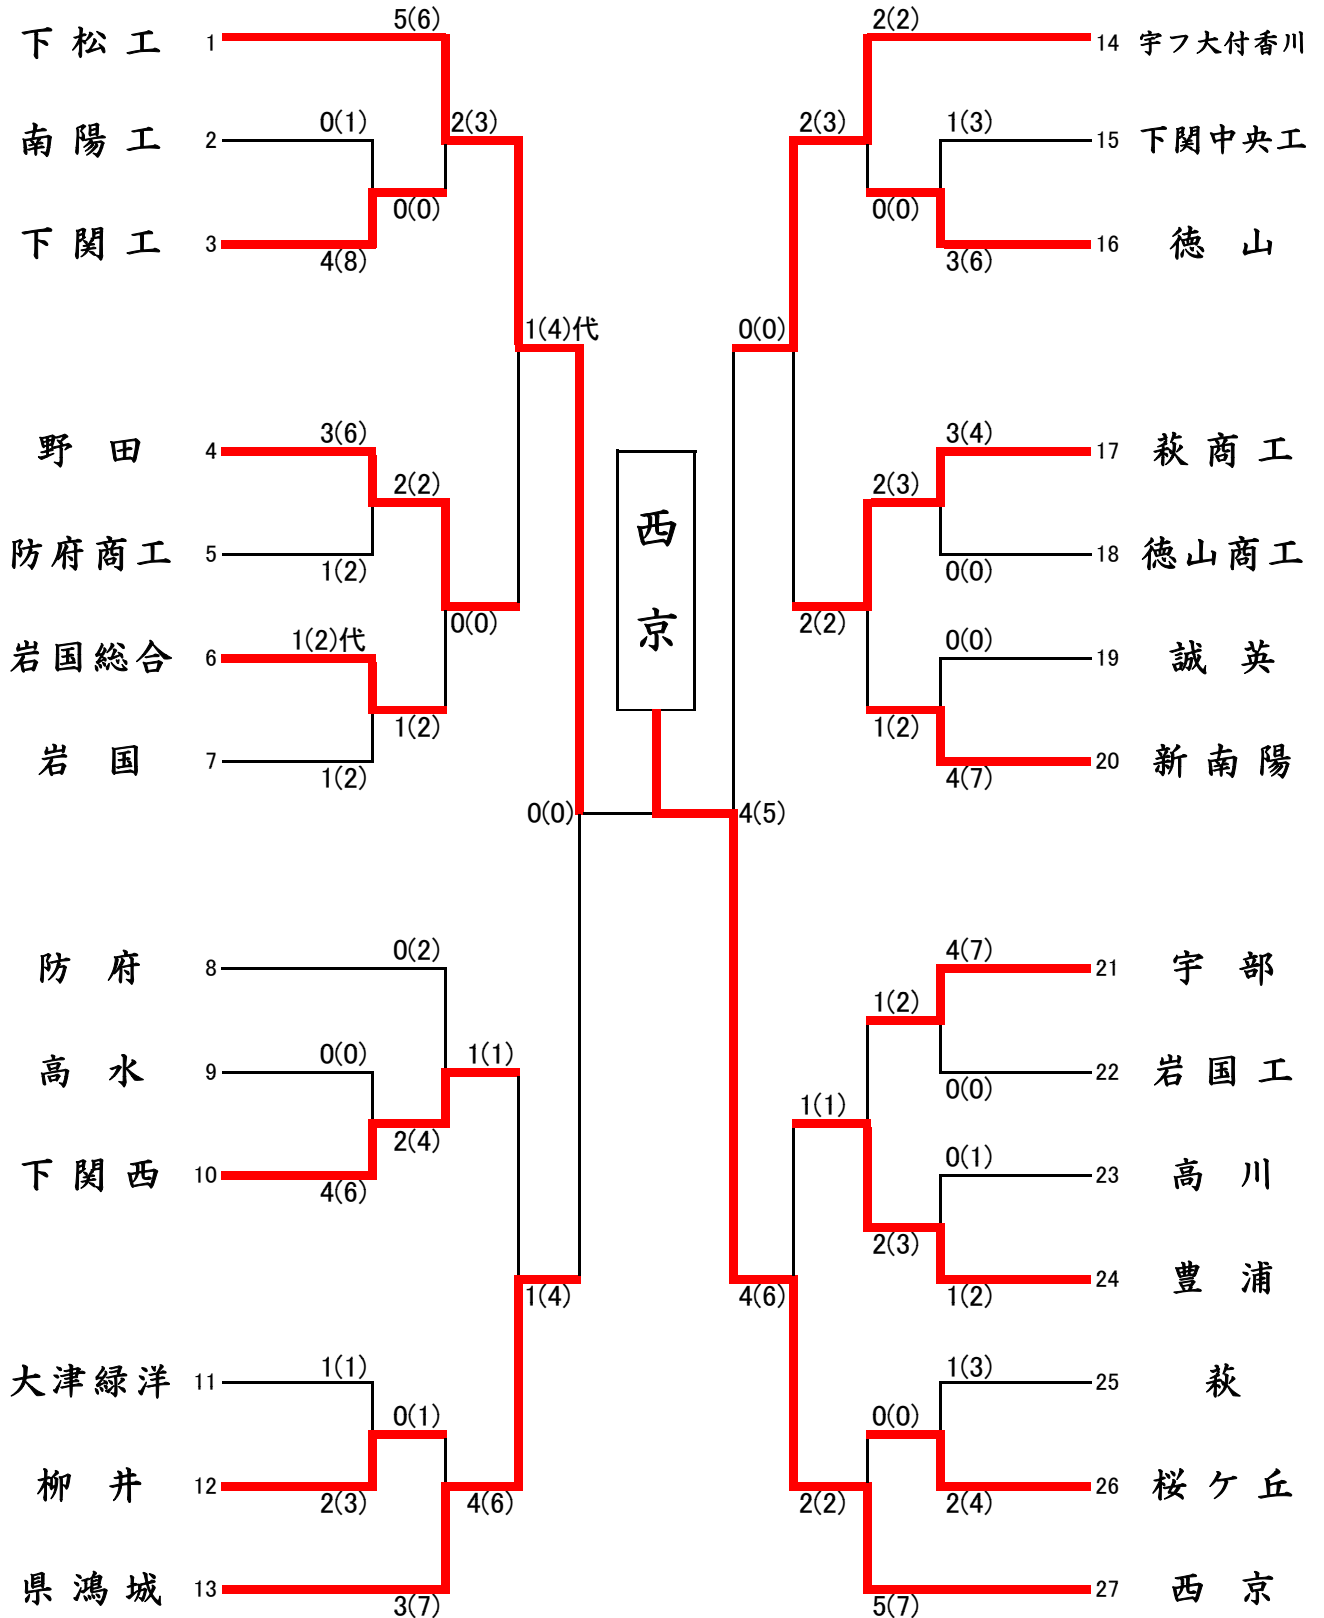 5(6)
2(2)
下松工 1
14 宇フ大付香川
0(1)
2(3)
2(3)
1(3)
南陽工 2
15 下関中央工
0(0)
0(0)
下関工 3
16 徳山
4(8)
3(6)
1(4)代
0(0)
3(6)
3(4)
野田 4
17 萩商工
2(2)
2(3)
西京
防府商工 5
18 徳山商工
1(2)
0(0)
0(0)
2(2)
1(2)代
0(0)
岩国総合 6
19 誠英
1(2)
1(2)
岩国 7
20 新南陽
1(2)
4(7)
0(0)
4(5)
0(2)
4(7)
防府 8
21 宇部
1(2)
0(0)
1(1)
高水 9
22 岩国工
0(0)
1(1)
2(4)
0(1)
下関西 10
23 高川
4(6)
2(3)
24 豊浦
1(4)
4(6)
1(2)
1(1)
1(3)
大津緑洋 11
25 萩
0(1)
0(0)
柳井 12
26 桜ケ丘
2(3)
4(6)
2(2)
2(4)
県鴻城 13
27 西京
3(7)
5(7)